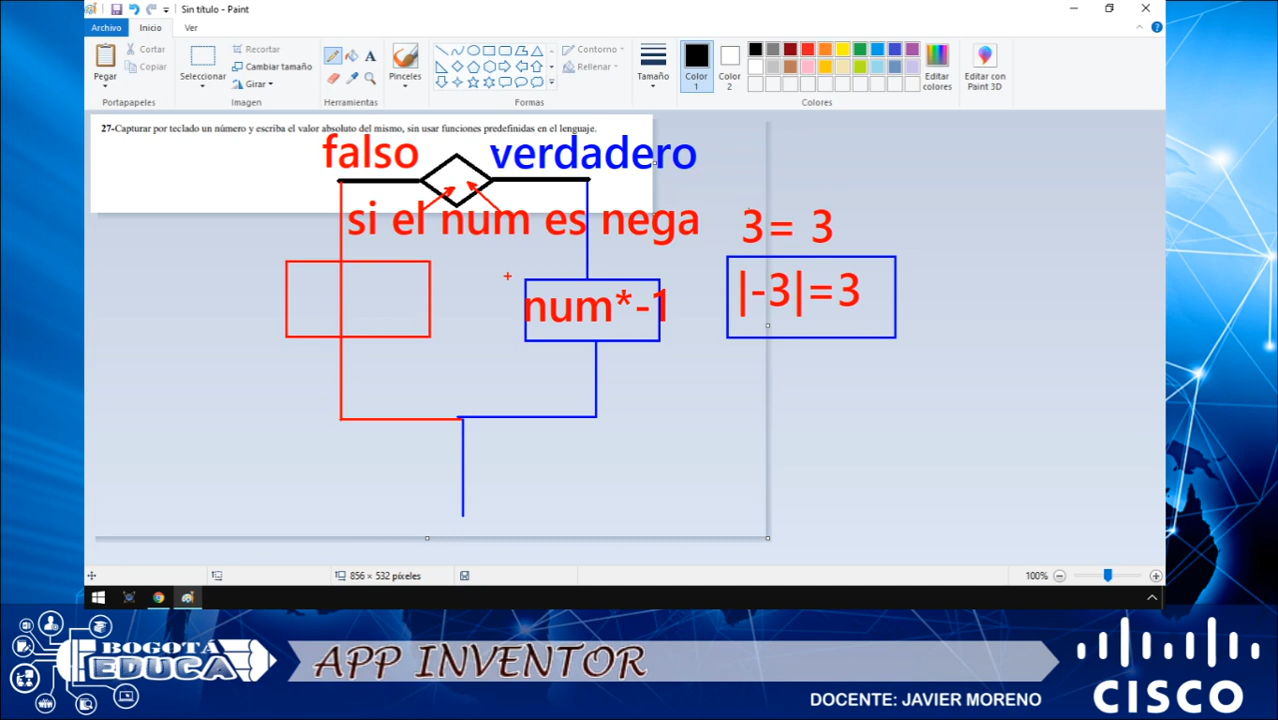 Sin título - Paint
Archivo
Inicio
Ver
Pegar
Cortar
Copiar
Portapapeles
Seleccionar
Recortar
Cambiar tamaño
Girar
Imagen
A
Herramientas
Pinceles
Contorno
Rellenar
Formas
Tamaño
Color
1
Color
2
Editar
colores
Colores
Editar con
Paint 3D
27-Capturar por teclado un número y escriba el valor absoluto del mismo, sin usar funciones predefinidas en el lenguaje.
falso
verdadero
si el num es nega
3= 3
|-3|=3
num*-1
856 × 532 píxeles
100%
BOGOTÁ
EDUCA
APP INVENTOR
DOCENTE: JAVIER MORENO
CISCO